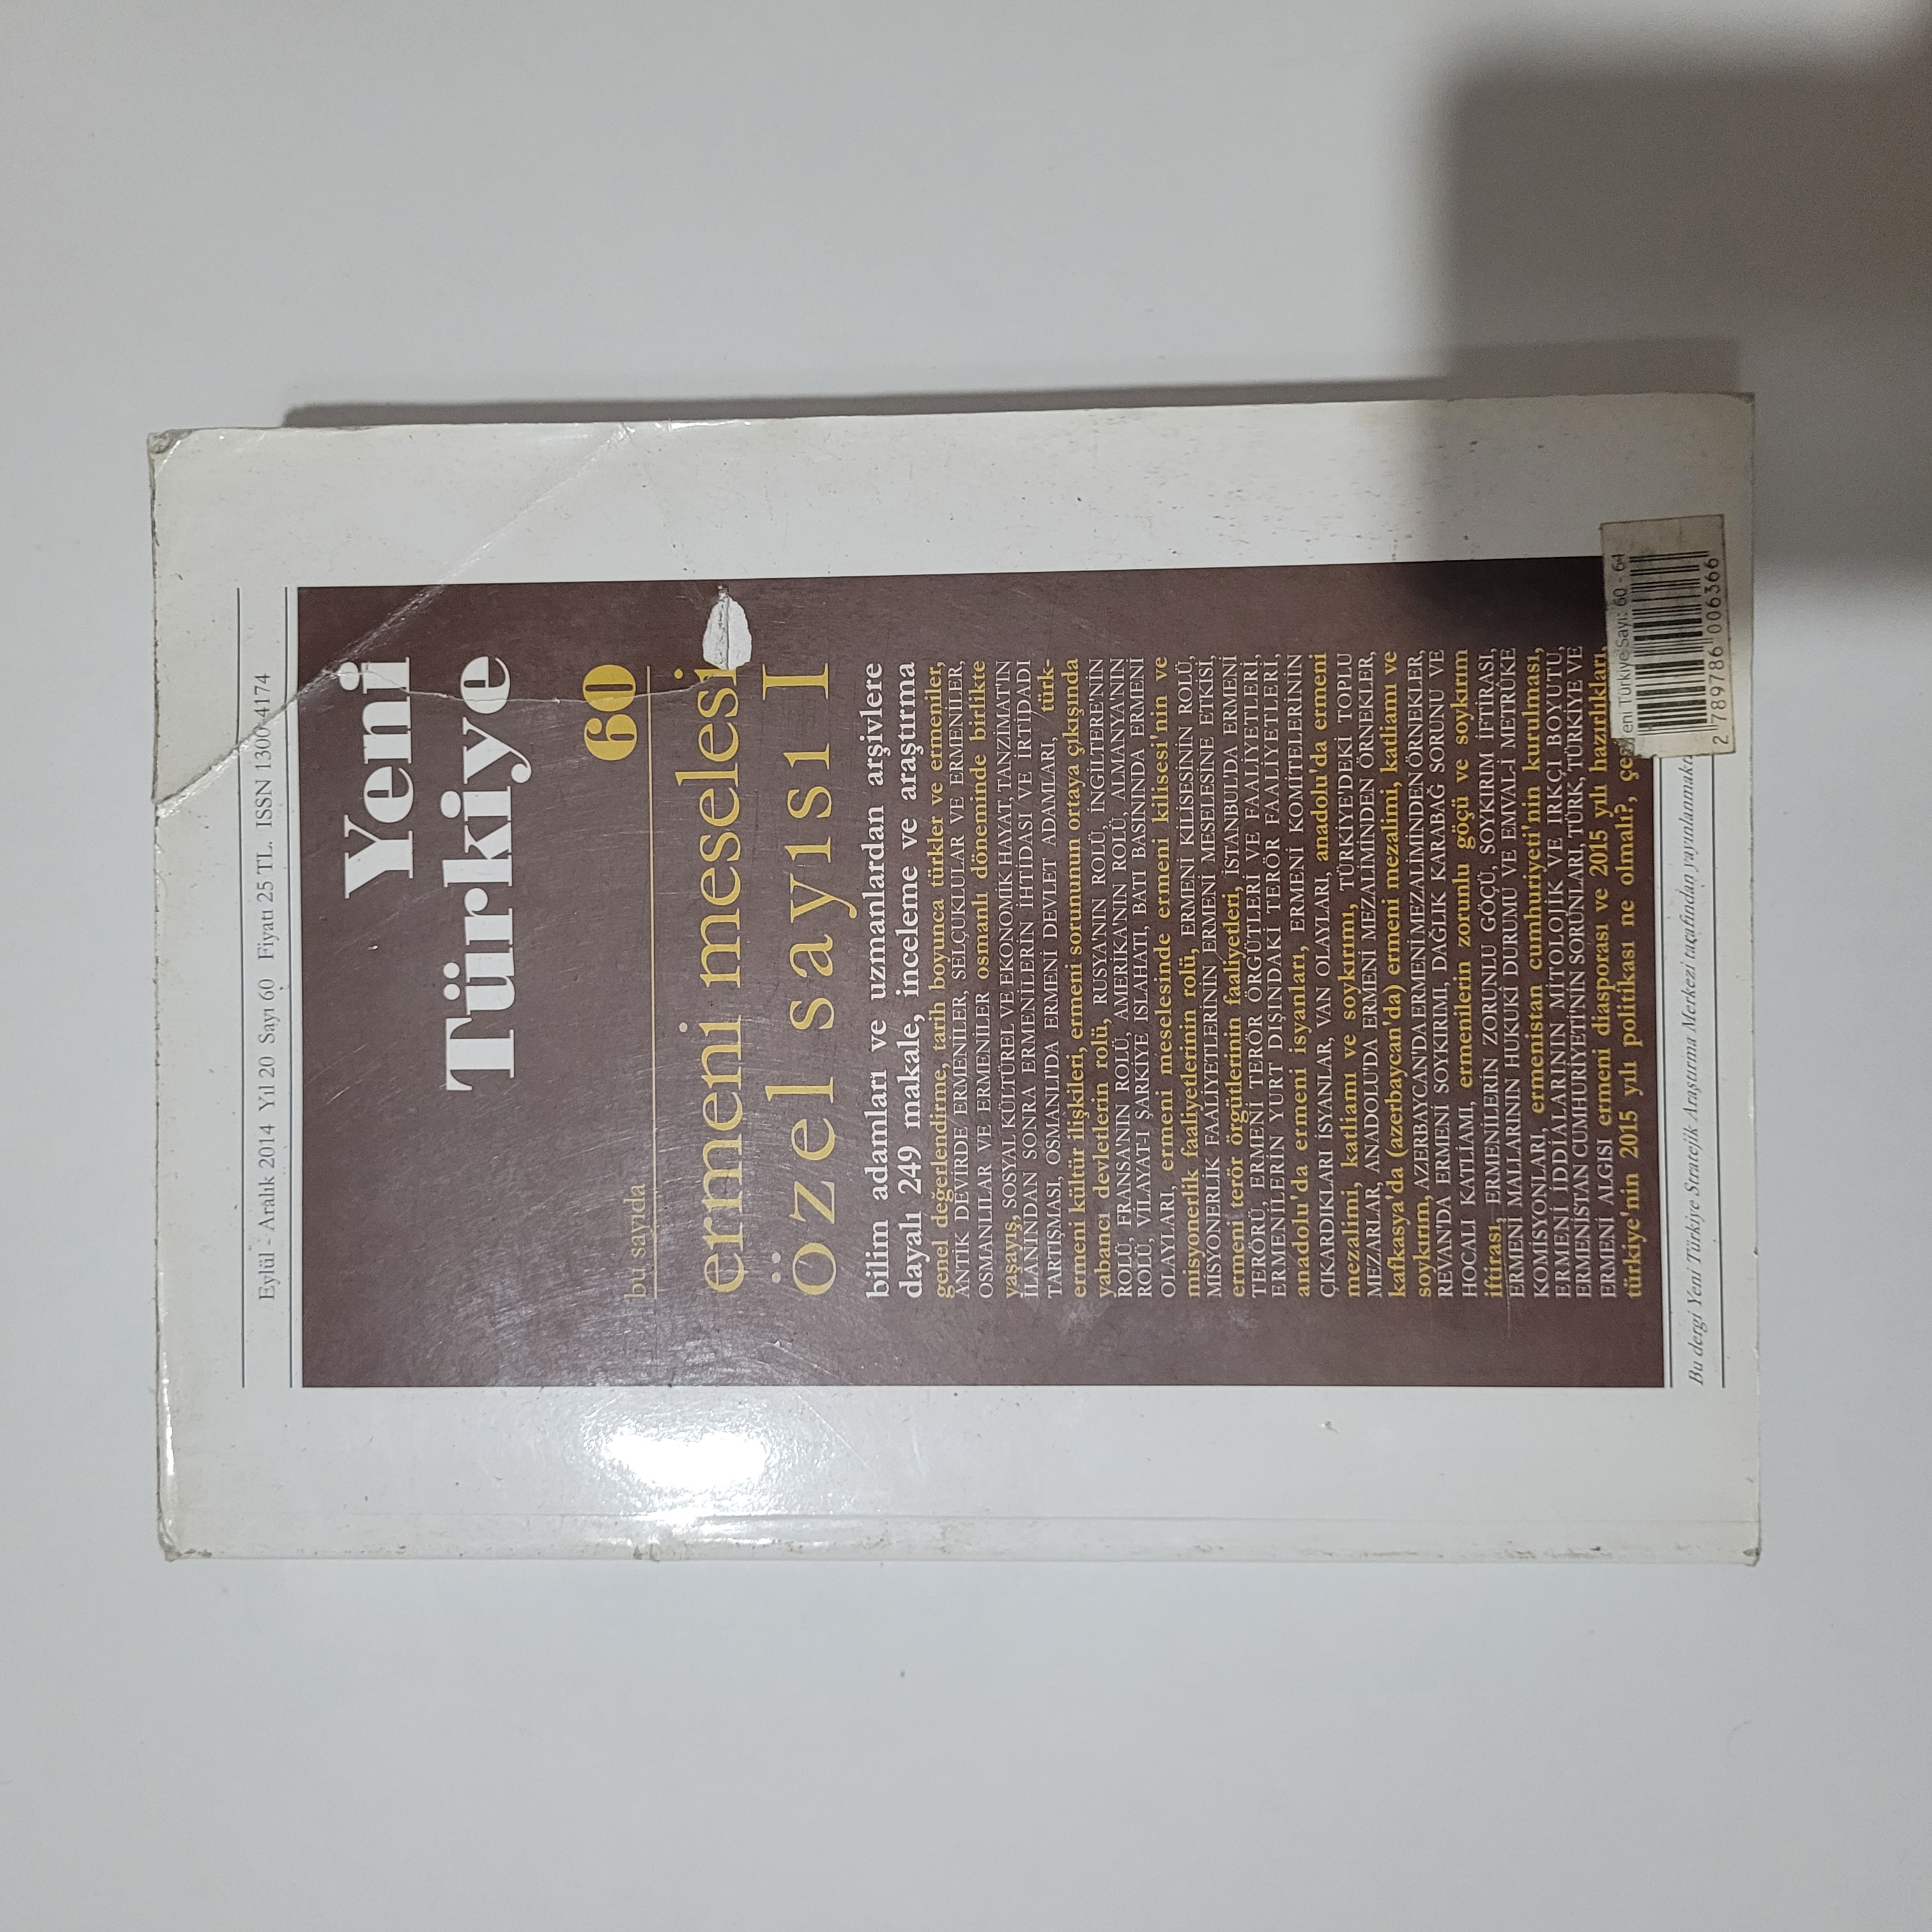 Eylül - Aralık 2014 Yıl 20 Sayı 60 Fiyatı 25 TL. ISSN 1300-4174
Yeni
Türkiye
bu sayıda 60
ermeni meselesi
özel sayısı I
bilim adamları ve uzmanlardan arşivlere
dayalı 249 makale, inceleme ve araştırma
genel değerlendirme, tarih boyunca türkler ve ermeniler,
ANTİK DEVİRDE ERMENİLER, SELÇUKLULAR VE ERMENİLER,
OSMANLILAR VE ERMENİLER osmanlı döneminde birlikte
yaşayış, SOSYAL KÜLTÜREL VE EKONOMİK HAYAT, TANZİMAT'IN
İLANINDAN SONRA ERMENİLERİN İHTİDASI VE İRTİDADI
TARTIŞMASI, OSMANLI'DA ERMENİ DEVLET ADAMLARI, türk-
ermeni kültür ilişkileri, ermeni sorununun ortaya çıkışında
yabancı devletlerin rolü, RUSYA'NIN ROLÜ, İNGİLTERE'NİN
ROLÜ, FRANSA'NIN ROLÜ, AMERİKA'NIN ROLÜ, ALMANYA'NIN
ROLÜ, VİLAYAT-I ŞARKİYE ISLAHATI, BATI BASININDA ERMENİ
OLAYLARI, ermeni meselesinde ermeni kilisesi'nin ve
misyonerlik faaliyetlerinin rolü, ERMENİ KİLİSESİNİN ROLÜ,
MİSYONERLİK FAALİYETLERİNİN ERMENİ MESELESİNE ETKİSİ,
ermeni terör örgütlerinin faaliyetleri, İSTANBUL'DA ERMENİ
TERÖRÜ, ERMENİ TERÖR ÖRGÜTLERİ VE FAALİYETLERİ,
ERMENİLERİN YURT DIŞINDAKİ TERÖR FAALİYETLERİ,
anadolu'da ermeni isyanları, ERMENİ KOMİTELERİNİN
ÇIKARDIKLARI İSYANLAR, VAN OLAYLARI, anadolu'da ermeni
mezalimi, katliamı ve soykırımı, TÜRKİYE'DEKİ TOPLU
MEZARLAR, ANADOLU'DA ERMENİ MEZALİMİNDEN ÖRNEKLER,
kafkasya'da (azerbaycan'da) ermeni mezalimi, katliamı ve
soykırımı, AZERBAYCAN'DA ERMENİ MEZALİMİNDEN ÖRNEKLER,
REVAN'DA ERMENİ SOYKIRIMI, DAĞLIK KARABAĞ SORUNU VE
HOCALI KATLİAMI, ermenilerin zorunlu göçü ve soykırım
iftirası, ERMENİLERİN ZORUNLU GÖÇÜ, SOYKIRIM İFTİRASI,
ERMENİ MALLARININ HUKUKİ DURUMU VE EMVAL-İ METRÛKE
KOMİSYONLARI, ermenistan cumhuriyeti'nin kurulması,
ERMENİ İDDİALARININ MİTOLOJİK VE IRKÇI BOYUTU,
ERMENİSTAN CUMHURİYETİ'NİN SORUNLARI, TÜRK, TÜRKİYE VE
ERMENİ ALGISI ermeni diasporası ve 2015 yılı hazırlıkları,
türkiye'nin 2015 yılı politikası ne olmalı?,
Bu dergi Yeni Türkiye Stratejik Araştırma Merkezi tarafından
Türkiye Sayı: 60 - 64
2 789786 006366